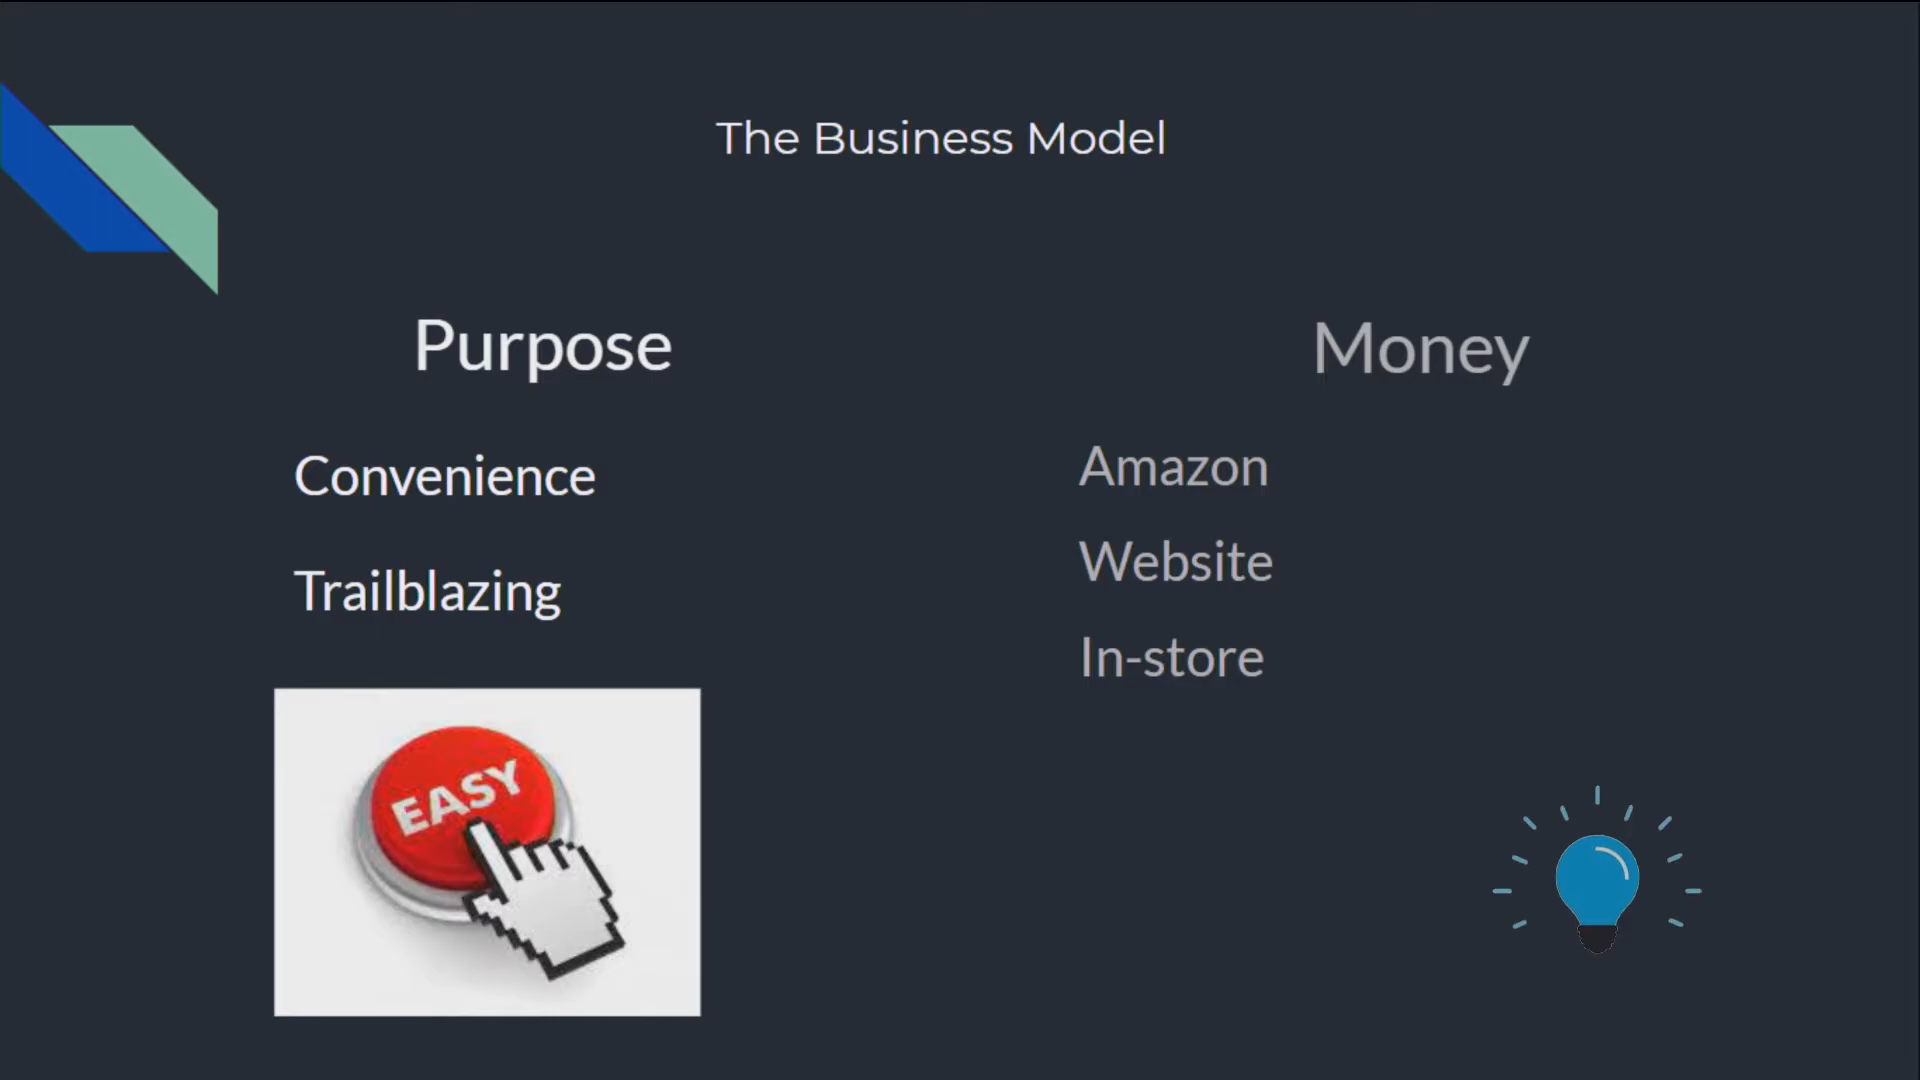 The Business Model
Purpose
Convenience
Trailblazing
EASY
Money
Amazon
Website
In-store